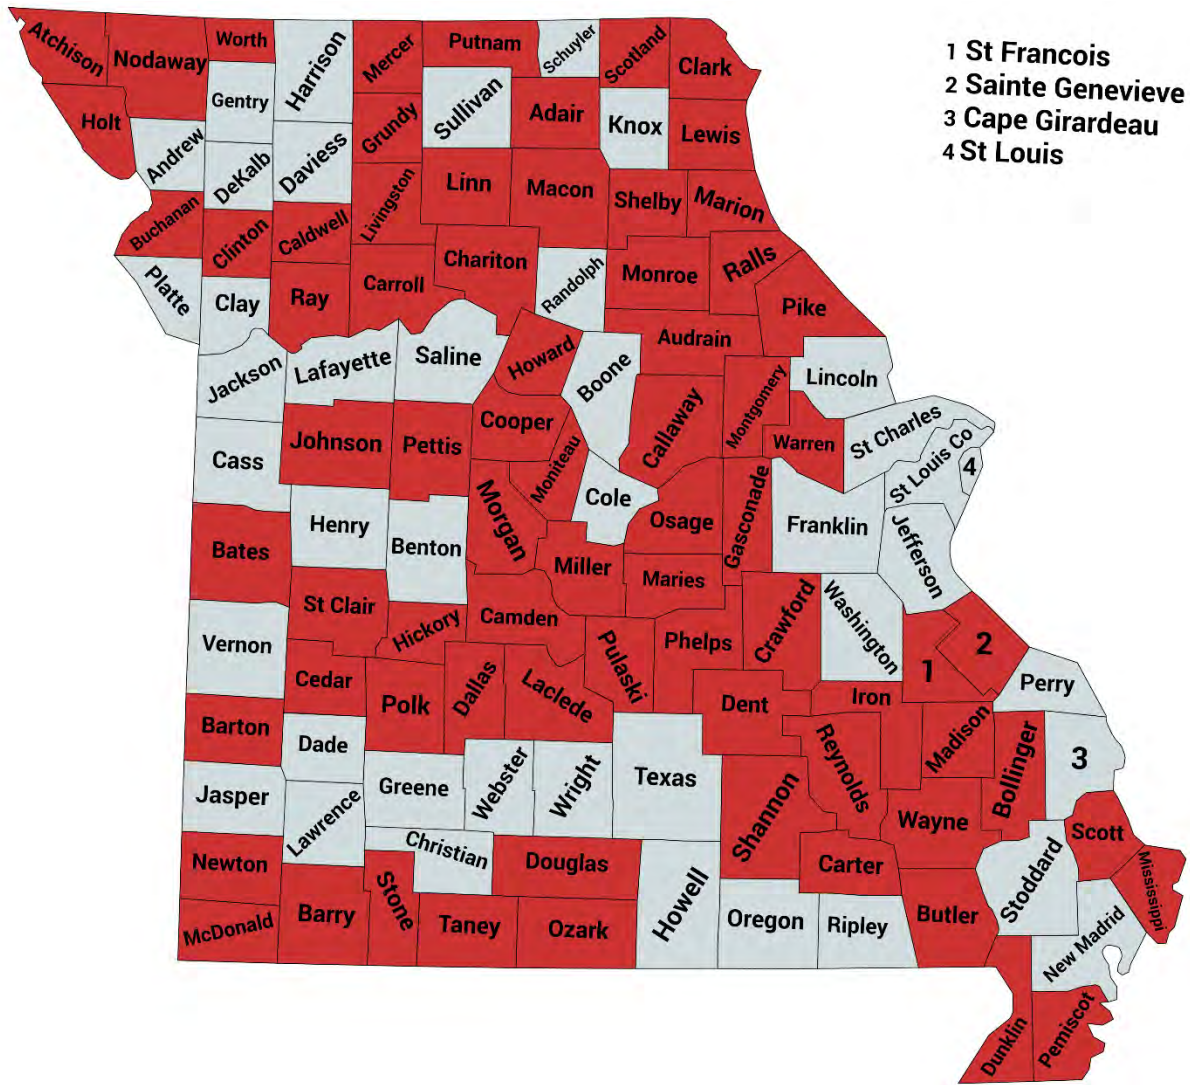 1 St Francois
2 Sainte Genevieve
3 Cape Girardeau
4 St Louis
Atchison
Nodaway
Worth
Harrison
Mercer
Putnam
Schuyler
Scotland
Clark
Holt
Gentry
Andrew
DeKalb
Daviess
Grundy
Sullivan
Adair
Knox
Lewis
Buchanan
Clinton
Caldwell
Livingston
Linn
Macon
Shelby
Marion
Platte
Clay
Ray
Carroll
Chariton
Randolph
Monroe
Ralls
Pike
Jackson
Lafayette
Saline
Howard
Boone
Audrain
Lincoln
Cass
Johnson
Pettis
Cooper
Moniteau
Callaway
Montgomery
Warren
St Charles
St Louis Co
4
Bates
Henry
Benton
Morgan
Cole
Osage
Gasconade
Franklin
Jefferson
Vernon
St Clair
Hickory
Camden
Miller
Maries
Pulaski
Phelps
Crawford
Washington
1
2
Perry
Barton
Cedar
Polk
Dallas
Laclede
Dent
Iron
Madison
Bollinger
3
Jasper
Dade
Greene
Webster
Wright
Texas
Shannon
Reynolds
Wayne
Scott
Mississippi
Lawrence
Newton
Christian
Douglas
Howell
Carter
Stoddard
McDonald
Barry
Stone
Taney
Ozark
Oregon
Ripley
Butler
New Madrid
Dunklin
Pemiscot